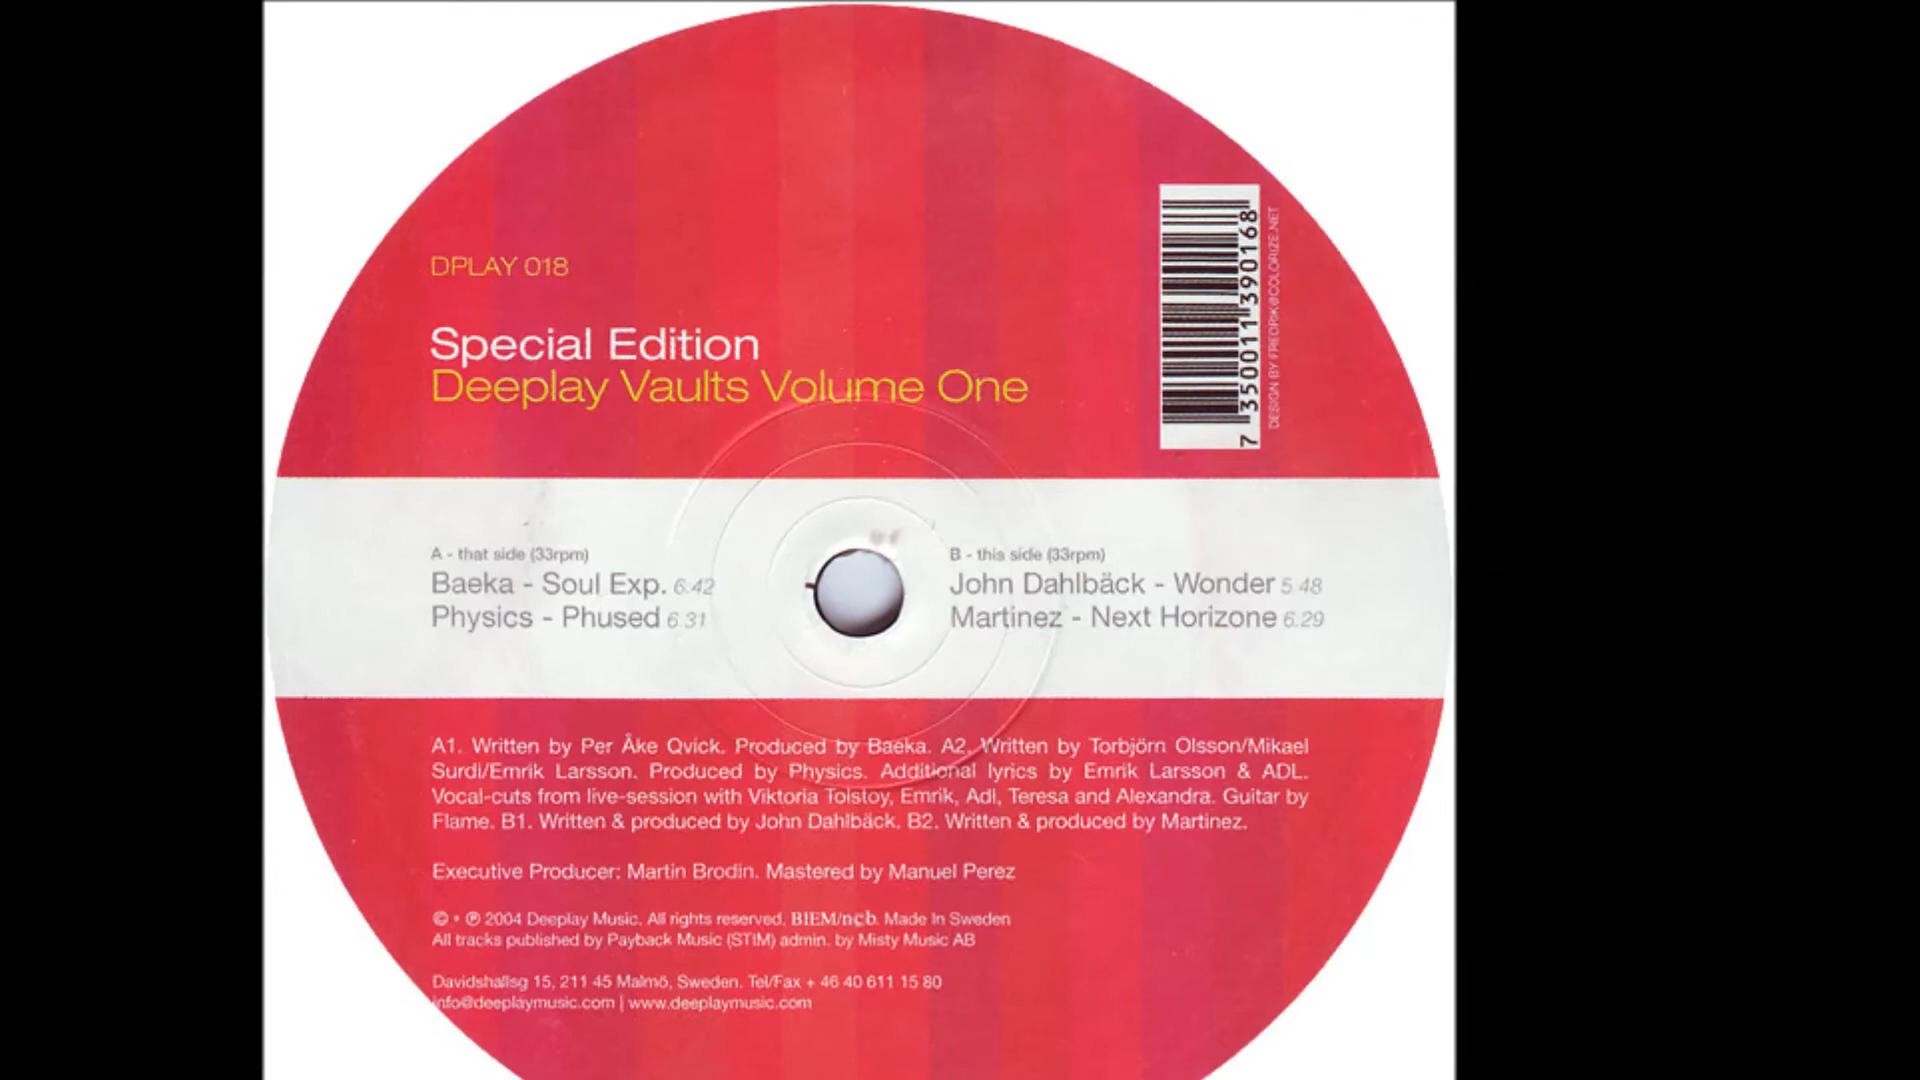 DPLAY 018
Special Edition
Deeplay Vaults Volume One
7 350011 390168
DESIGN BY FREDRIK@COLORIZE.NET
A - that side (33rpm)
Baeka - Soul Exp. 6:42
Physics - Phused 6.31
B - this side (33rpm)
John Dahlbäck - Wonder 5 48
Martinez - Next Horizone 6:29
A1. Written by Per Åke Qvick. Produced by Baeka. A2. Written by Torbjörn Olsson/Mikael
Surdi/Emrik Larsson. Produced by Physics. Additional lyrics by Emrik Larsson & ADL.
Vocal-cuts from live-session with Viktoria Tolstoy, Emrik, Adl, Teresa and Alexandra. Guitar by
Flame. B1. Written & produced by John Dahlbäck. B2. Written & produced by Martinez.
Executive Producer: Martin Brodin. Mastered by Manuel Perez
© • ℗ 2004 Deeplay Music. All rights reserved. BIEM/ncb. Made In Sweden
All tracks published by Payback Music (STIM) admin. by Misty Music AB
Davidshallsg 15, 211 45 Malmö, Sweden. Tel/Fax + 46 40 611 15 80
info@deeplaymusic.com | www.deeplaymusic.com